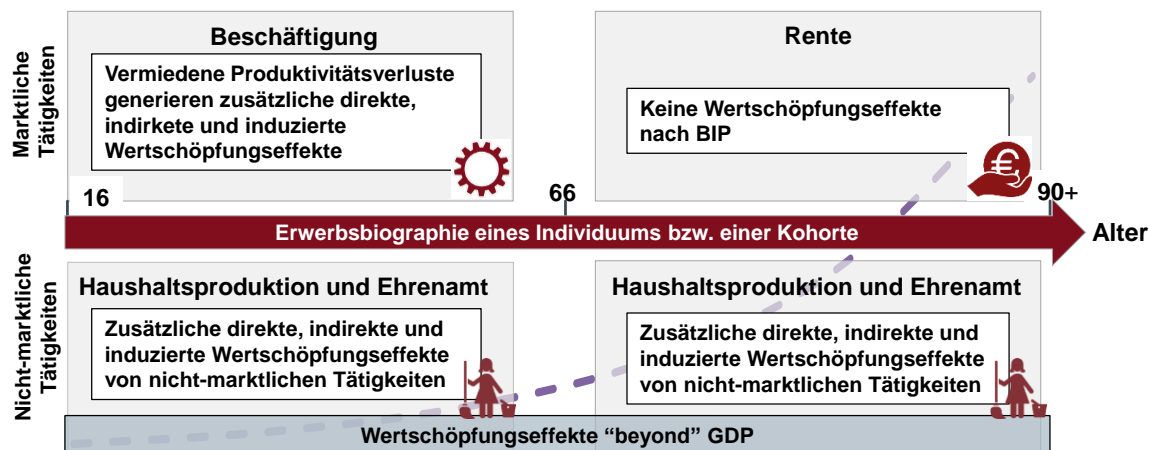 Marktliche
Tätigkeiten
Beschäftigung
Vermiedene Produktivitätsverluste
generieren zusätzliche direkte,
indirkete und induzierte
Wertschöpfungseffekte
Rente
Keine Wertschöpfungseffekte
nach BIP
€
16
66
90+
Erwerbsbiographie eines Individuums bzw. einer Kohorte
Alter
Nicht-marktliche
Tätigkeiten
Haushaltsproduktion und Ehrenamt
Zusätzliche direkte, indirekte und
induzierte Wertschöpfungseffekte
von nicht-marktlichen Tätigkeiten
Haushaltsproduktion und Ehrenamt
Zusätzliche direkte, indirekte und
induzierte Wertschöpfungseffekte
von nicht-marktlichen Tätigkeiten
Wertschöpfungseffekte “beyond” GDP